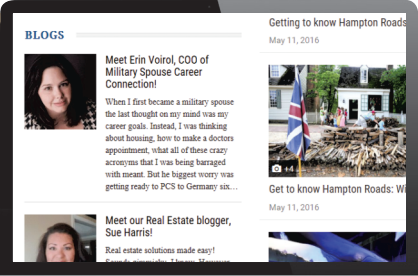 BLOGS
Meet Erin Voirol, COO of
Military Spouse Career
Connection!
When I first became a military spouse
the last thought on my mind was my
career goals. Instead, I was thinking
about housing, how to make a doctors
appointment, what all of these crazy
acronyms that I was being barraged
with meant. But he biggest worry was
getting ready to PCS to Germany six…
Meet our Real Estate blogger,
Sue Harris!
Real estate solutions made easy!
Sounds gimmicky, I know. However
Getting to know Hampton Roads
May 11, 2016
+4
Get to know Hampton Roads: Wi
May 11, 2016